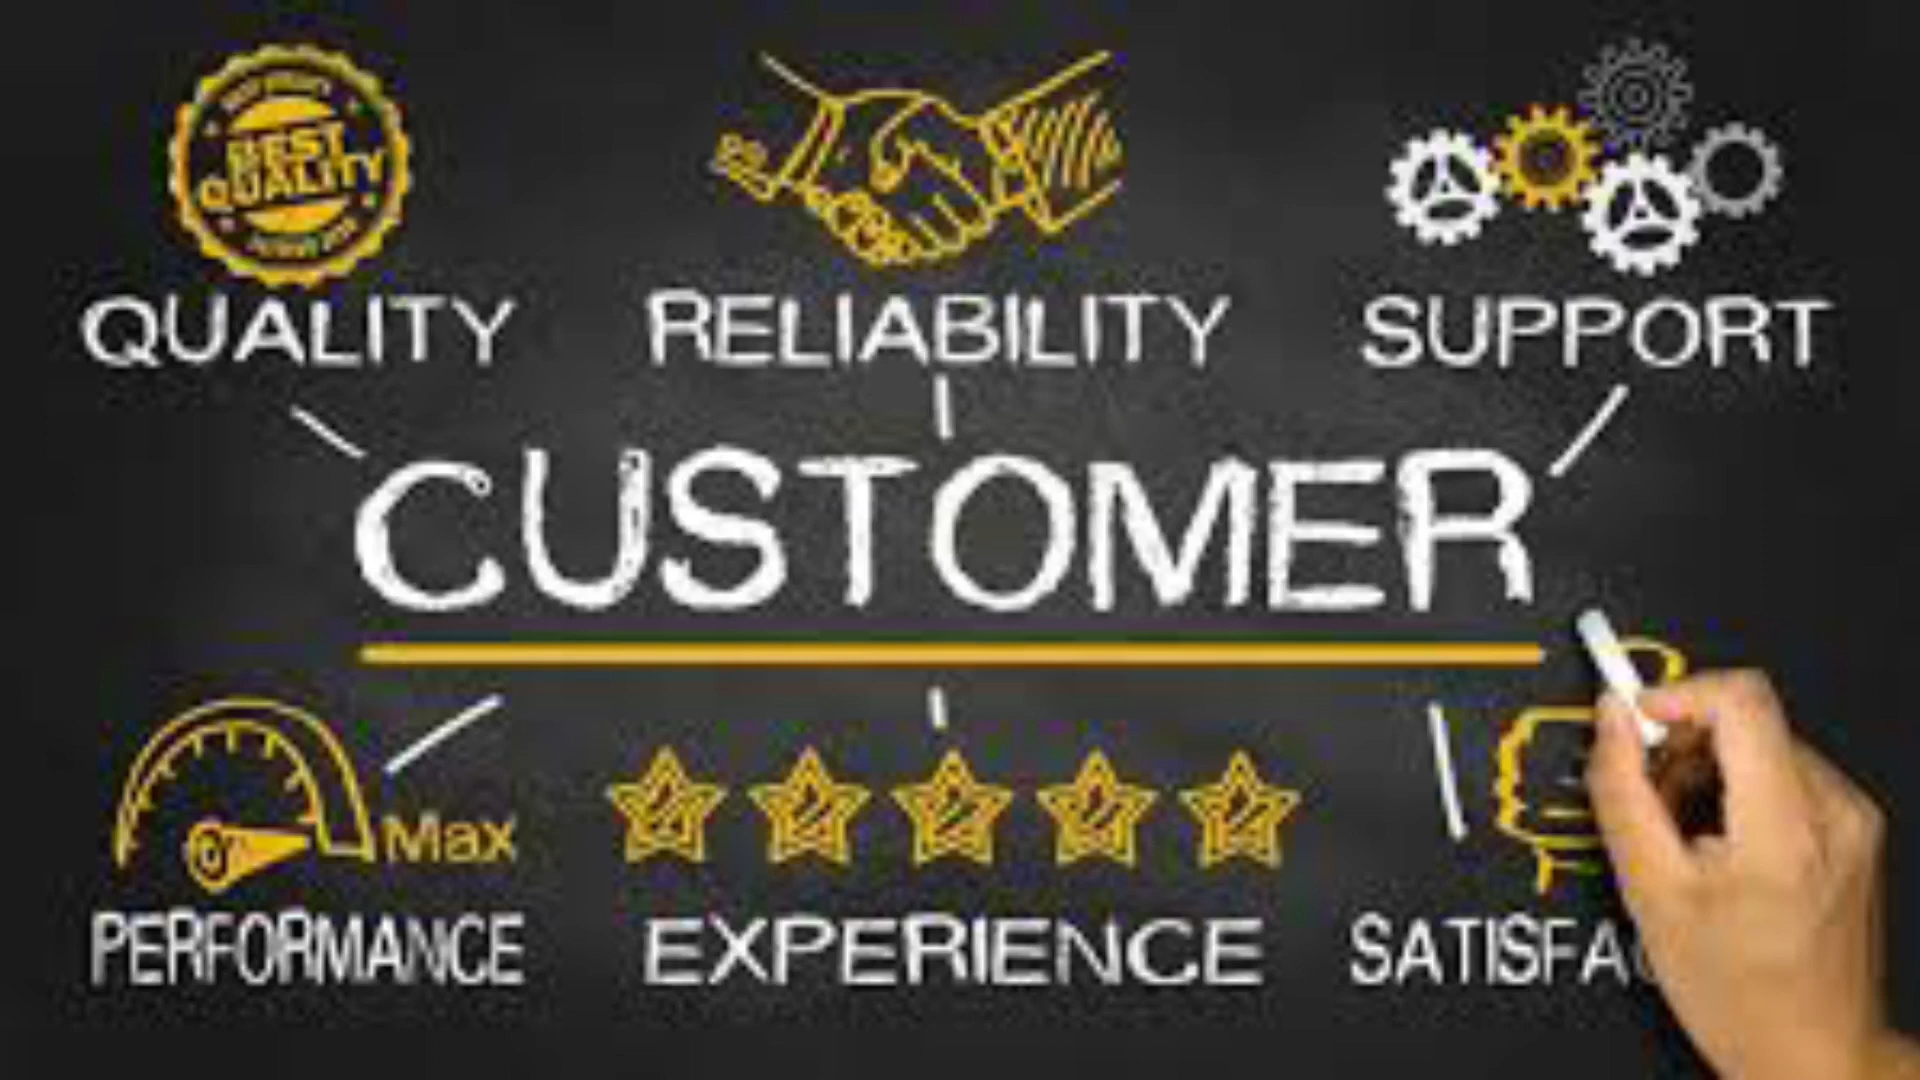 BEST
QUALITY
QUALITY
RELIABILITY
SUPPORT
CUSTOMER
Max
PERFORMANCE
EXPERIENCE
SATISFA